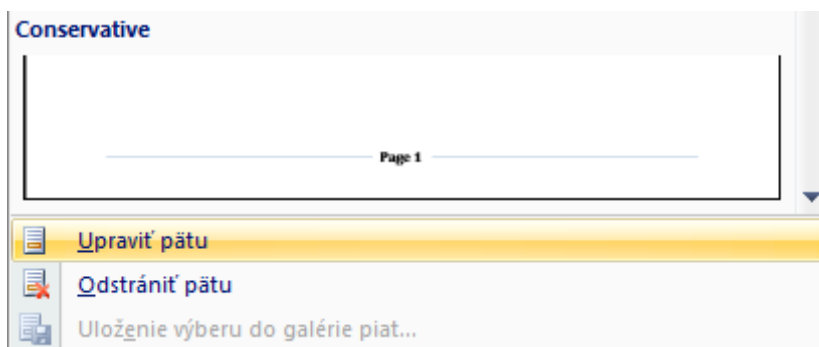 Conservative
Page 1
Upraviť pätu
Odstrániť pätu
Uloženie výberu do galérie piat...